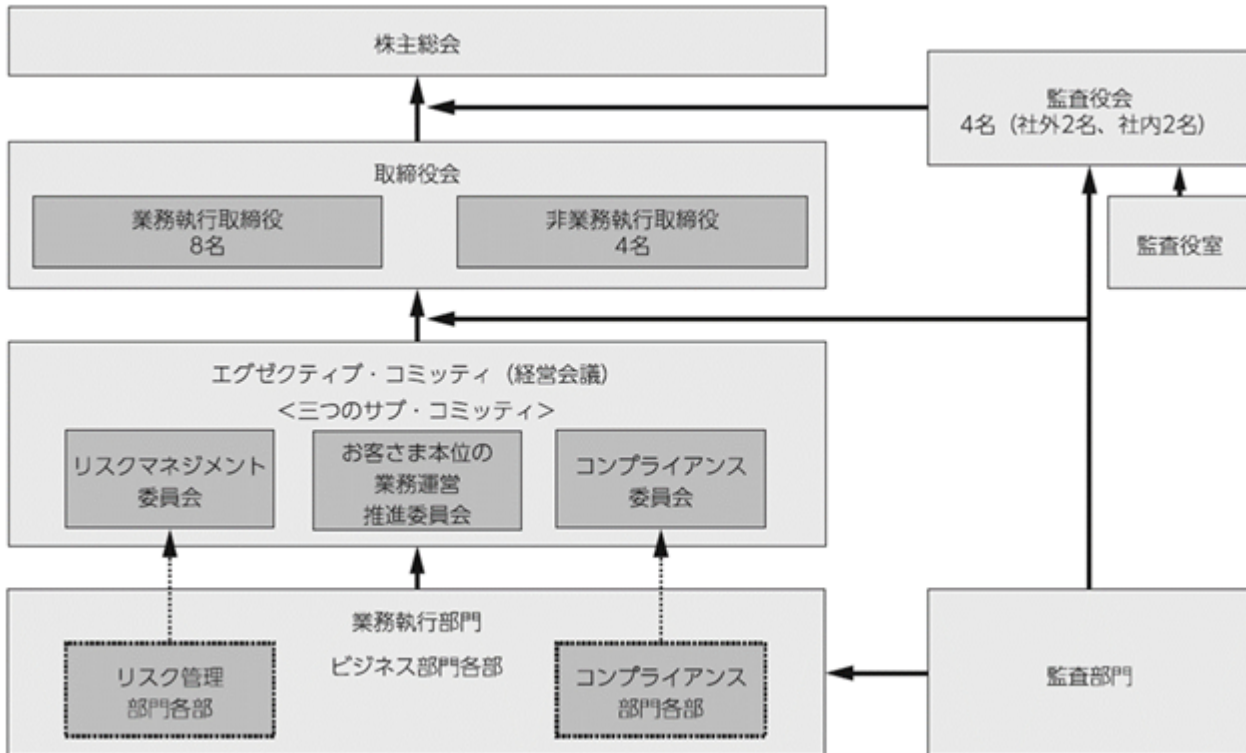 株主総会
監査役会
4名（社外2名、社内2名）
取締役会
業務執行取締役
8名
非業務執行取締役
4名
監査役室
エグゼクティブ・コミッティ（経営会議）
＜三つのサブ・コミッティ＞
リスクマネジメント
委員会
お客さま本位の
業務運営
推進委員会
コンプライアンス
委員会
業務執行部門
ビジネス部門各部
リスク管理
部門各部
コンプライアンス
部門各部
監査部門